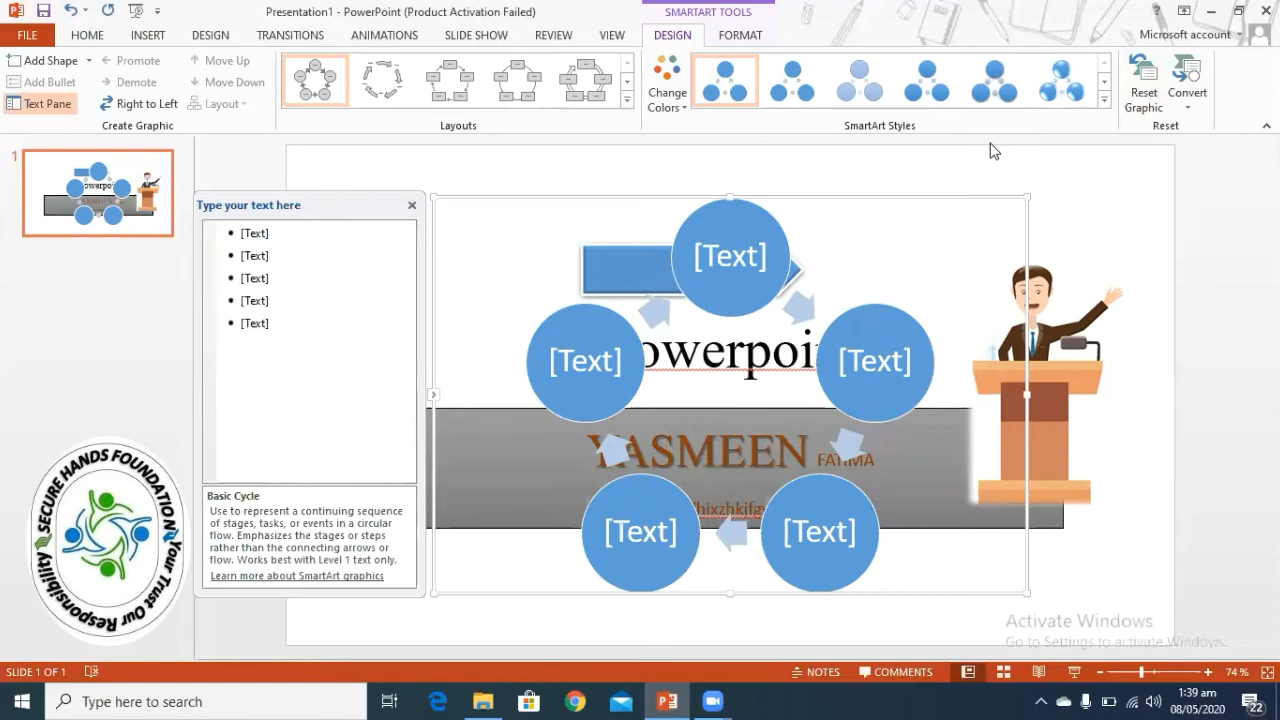 Presentation1 - PowerPoint (Product Activation Failed)
SMARTART TOOLS
?
FILE
HOME
INSERT
DESIGN
TRANSITIONS
ANIMATIONS
SLIDE SHOW
REVIEW
VIEW
DESIGN
FORMAT
Microsoft account
Add Shape
Promote
Move Up
Add Bullet
Demote
Move Down
Text Pane
Right to Left
Layout
Create Graphic
Layouts
Change
Colors
SmartArt Styles
Reset
Graphic
Convert
Reset
1
Type your text here
[Text]
[Text]
[Text]
[Text]
[Text]
Basic Cycle
Use to represent a continuing sequence
of stages, tasks, or events in a circular
flow. Emphasizes the stages or steps
rather than the connecting arrows or
flow. Works best with Level 1 text only.
Learn more about SmartArt graphics
[Text]
[Text]
[Text]
[Text]
[Text]
owerpoi
YASMEEN FATIMA
SECURE HANDS FOUNDATION
Your Trust Our Responsibility
Activate Windows
Go to Settings to activate Windows.
SLIDE 1 OF 1
NOTES
COMMENTS
74 %
Type here to search
1:39 am
08/05/2020
22